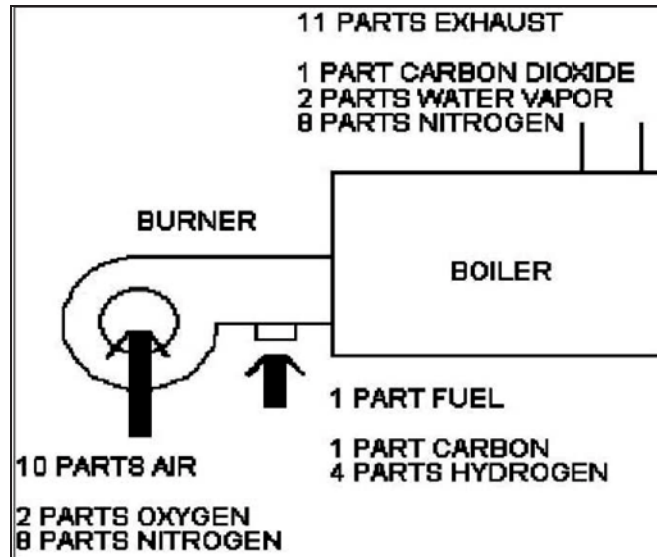 11 PARTS EXHAUST
1 PART CARBON DIOXIDE
2 PARTS WATER VAPOR
8 PARTS NITROGEN
BURNER
BOILER
1 PART FUEL
1 PART CARBON
4 PARTS HYDROGEN
10 PARTS AIR
2 PARTS OXYGEN
8 PARTS NITROGEN